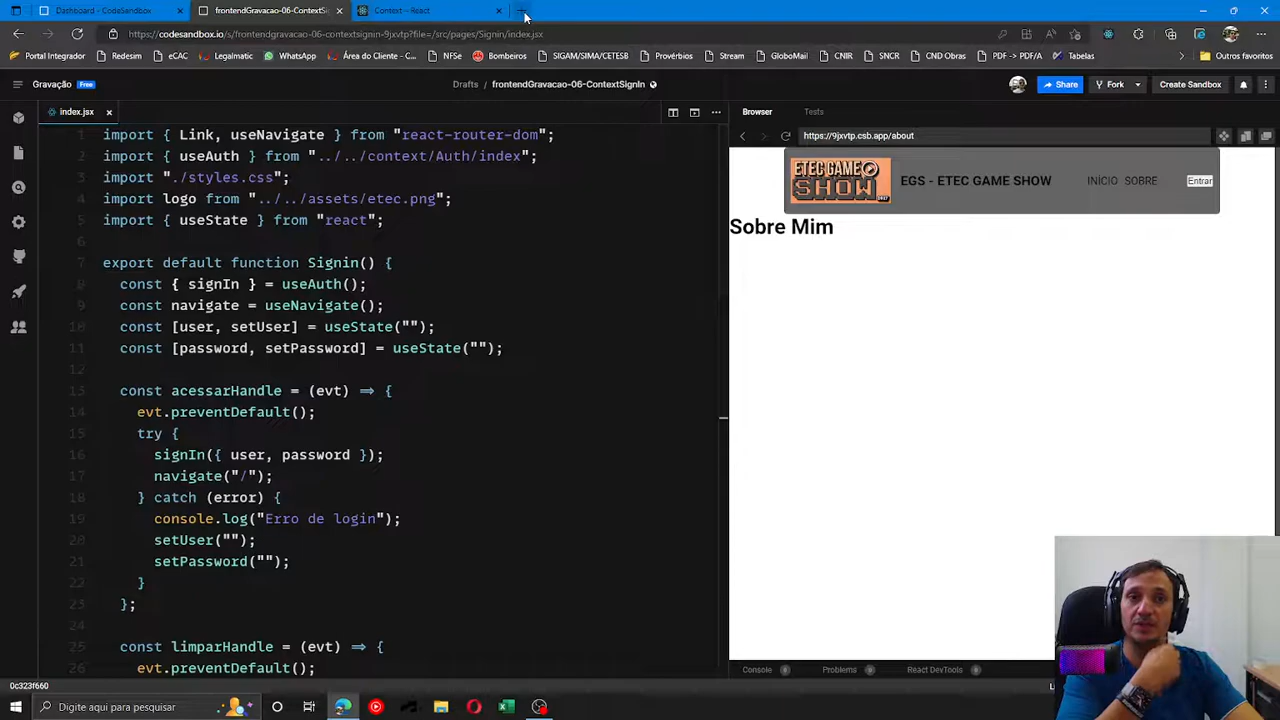 Dashboard - CodeSandbox
frontendGravacao-06-ContextSi
Context – React
https://codesandbox.io/s/frontendgravacao-06-contextsignin-9jxvtp?file=/src/pages/Signin/index.jsx
Portal Integrador
Redesim
eCAC
Legalmatic
WhatsApp
Área do Cliente - C...
NFSe
Bombeiros
SIGAM/SIMA/CETESB
Provérbios
Stream
GloboMail
CNIR
SNCR
CND Obras
PDF -> PDF/A
Tabelas
Outros favoritos
Gravação
Free
Drafts / frontendGravacao-06-ContextSignIn
Share
Fork
Create Sandbox
index.jsx
Browser
Tests
https://9jxvtp.csb.app/about
1 import { Link, useNavigate } from "react-router-dom";
2 import { useAuth } from "../../context/Auth/index";
3 import "./styles.css";
4 import logo from "../../assets/etec.png";
5 import { useState } from "react";
6
7 export default function Signin() {
8 const { signIn } = useAuth();
9 const navigate = useNavigate();
10 const [user, setUser] = useState("");
11 const [password, setPassword] = useState("");
12
13 const acessarHandle = (evt) => {
14 evt.preventDefault();
15 try {
16 signIn({ user, password });
17 navigate("/");
18 } catch (error) {
19 console.log("Erro de login");
20 setUser("");
21 setPassword("");
22 }
23 };
24
25 const limparHandle = (evt) => {
26 evt.preventDefault();
ETEC GAME
SHOW
EGS - ETEC GAME SHOW
INÍCIO
SOBRE
Entrar
Sobre Mim
Console
Problems
React DevTools
0c323f660
Digite aqui para pesquisar